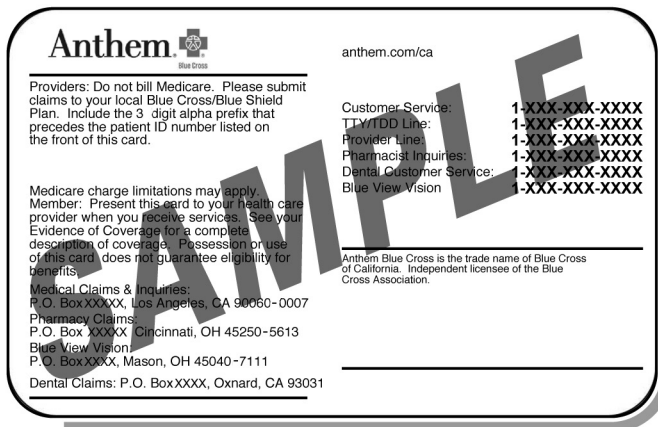 Anthem
Blue Cross
Providers: Do not bill Medicare. Please submit
claims to your local Blue Cross/Blue Shield
Plan. Include the 3 digit alpha prefix that
precedes the patient ID number listed on
the front of this card.
Medicare charge limitations may apply.
Member: Present this card to your health care
provider when you receive services. See your
Evidence of Coverage for a complete
description of coverage. Possession or use
of this card does not guarantee eligibility for
benefits.
Medical Claims & Inquiries:
P.O. Box XXXXX, Los Angeles, CA 90060-0007
Pharmacy Claims:
P.O. Box XXXXX Cincinnati, OH 45250-5613
Blue View Vision:
P.O. Box XXXX, Mason, OH 45040-7111
Dental Claims: P.O. Box XXXX, Oxnard, CA 93031
anthem.com/ca
Customer Service: 1-XXX-XXX-XXXX
TTY/TDD Line: 1-XXX-XXX-XXXX
Provider Line: 1-XXX-XXX-XXXX
Pharmacist Inquiries: 1-XXX-XXX-XXXX
Dental Customer Service: 1-XXX-XXX-XXXX
Blue View Vision 1-XXX-XXX-XXXX
Anthem Blue Cross is the trade name of Blue Cross
of California. Independent licensee of the Blue
Cross Association.
SAMPLE